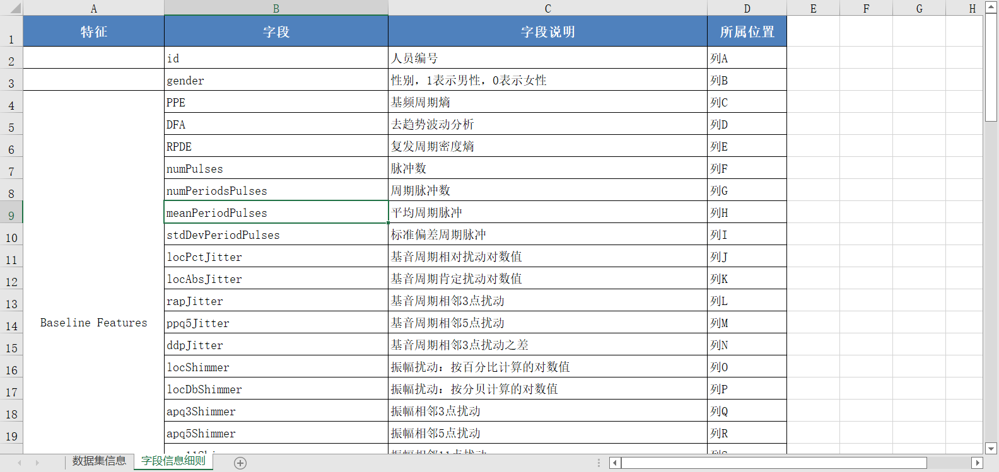 A B C D E F G H
1 特征 字段 字段说明 所属位置
2 id 人员编号 列A
3 gender 性别，1表示男性，0表示女性 列B
4 PPE 基频周期熵 列C
5 DFA 去趋势波动分析 列D
6 RPDE 复发周期密度熵 列E
7 numPulses 脉冲数 列F
8 numPeriodsPulses 周期脉冲数 列G
9 meanPeriodPulses 平均周期脉冲 列H
10 stdDevPeriodPulses 标准偏差周期脉冲 列I
11 locPctJitter 基音周期相对扰动对数值 列J
12 locAbsJitter 基音周期肯定扰动对数值 列K
13 rapJitter 基音周期相邻3点扰动 列L
14 Baseline Features ppq5Jitter 基音周期相邻5点扰动 列M
15 ddpJitter 基音周期相邻3点扰动之差 列N
16 locShimmer 振幅扰动：按百分比计算的对数值 列O
17 locDbShimmer 振幅扰动：按分贝计算的对数值 列P
18 apq3Shimmer 振幅相邻3点扰动 列Q
19 apq5Shimmer 振幅相邻5点扰动 列R
数据集信息 字段信息细则